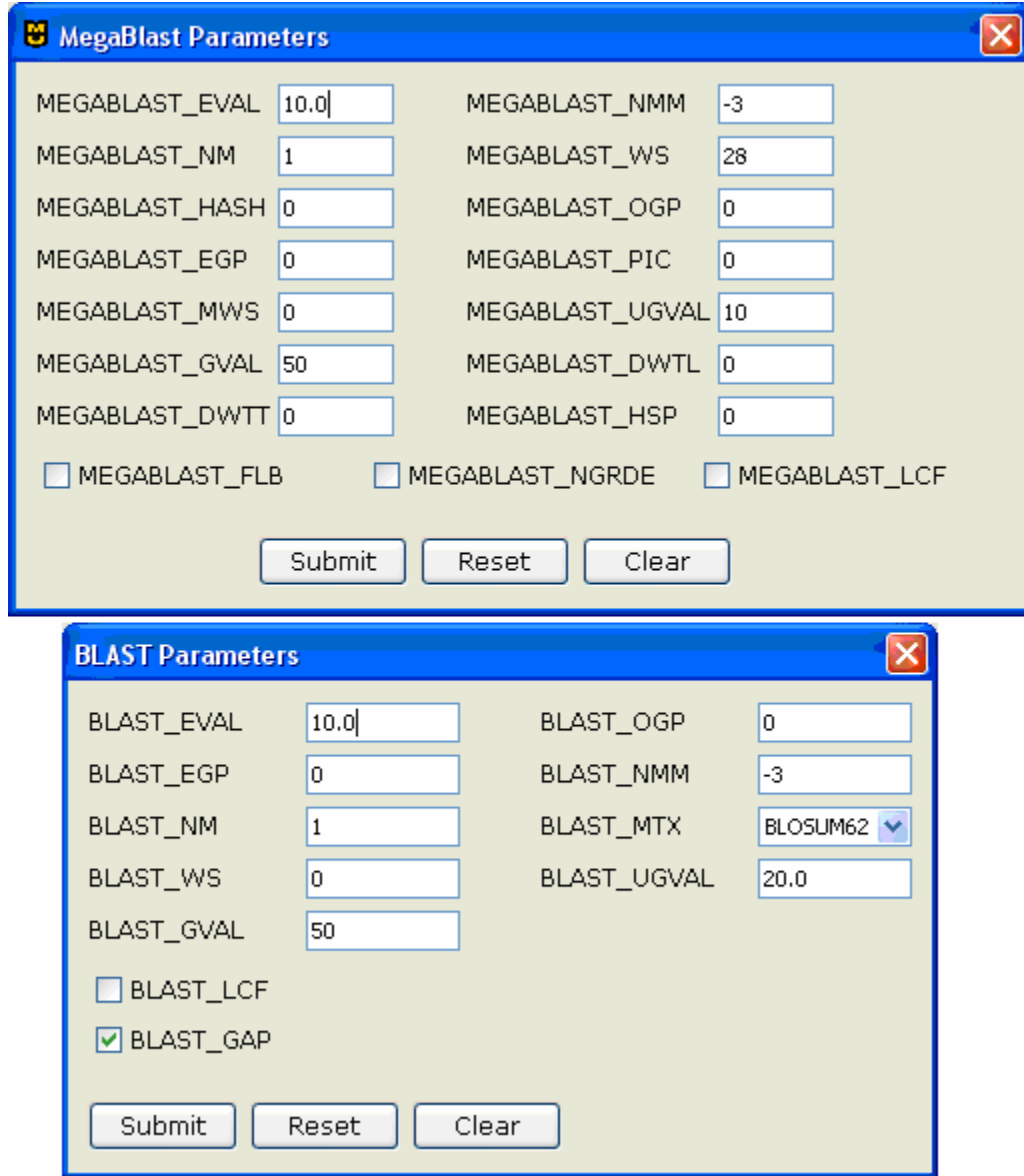 MegaBlast Parameters
MEGABLAST_EVAL 10.0 MEGABLAST_NMM -3
MEGABLAST_NM 1 MEGABLAST_WS 28
MEGABLAST_HASH 0 MEGABLAST_OGP 0
MEGABLAST_EGP 0 MEGABLAST_PIC 0
MEGABLAST_MWS 0 MEGABLAST_UGVAL 10
MEGABLAST_GVAL 50 MEGABLAST_DWTL 0
MEGABLAST_DWTT 0 MEGABLAST_HSP 0
MEGABLAST_FLB MEGABLAST_NGRDE MEGABLAST_LCF
Submit Reset Clear
BLAST Parameters
BLAST_EVAL 10.0 BLAST_OGP 0
BLAST_EGP 0 BLAST_NMM -3
BLAST_NM 1 BLAST_MTX BLOSUM62
BLAST_WS 0 BLAST_UGVAL 20.0
BLAST_GVAL 50
BLAST_LCF
BLAST_GAP
Submit Reset Clear